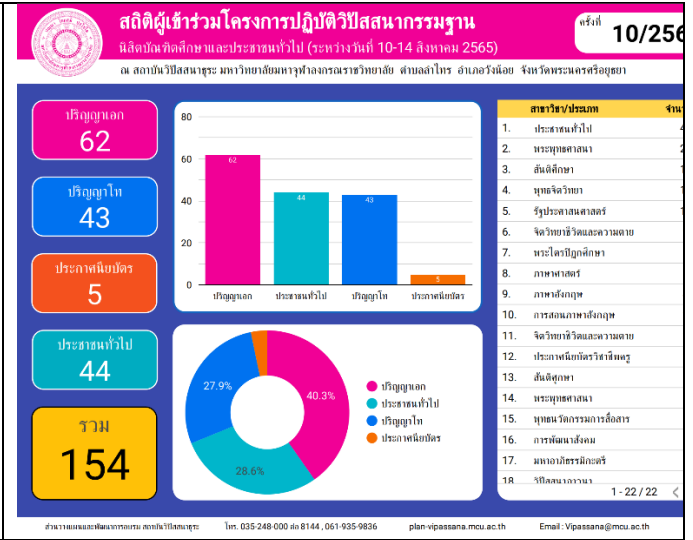 สถิติผู้เข้าร่วมโครงการปฏิบัติวิปัสสนากรรมฐาน
นิสิตบัณฑิตศึกษาและประชาชนทั่วไป (ระหว่างวันที่ 10-14 สิงหาคม 2565)
ครั้งที่
10/256
ณ สถาบันวิปัสสนาธุระ มหาวิทยาลัยมหาจุฬาลงกรณราชวิทยาลัย ตำบลลำไทร อำเภอวังน้อย จังหวัดพระนครศรีอยุธยา
ปริญญาเอก
62
ปริญญาโท
43
ประกาศนียบัตร
5
ประชาชนทั่วไป
44
รวม
154
80
60
40
20
0
62
44
43
5
ปริญญาเอก ประชาชนทั่วไป ปริญญาโท ประกาศนียบัตร
40.3%
28.6%
27.9%
ปริญญาเอก
ประชาชนทั่วไป
ปริญญาโท
ประกาศนียบัตร
สาขาวิชา/ประเภท
1. ประชาชนทั่วไป
2. พระพุทธศาสนา
3. สันติศึกษา
4. พุทธจิตวิทยา
5. รัฐประศาสนศาสตร์
6. จิตวิทยาชีวิตและความตาย
7. พระไตรปิฎกศึกษา
8. ภาษาศาสตร์
9. ภาษาอังกฤษ
10. การสอนภาษาอังกฤษ
11. จิตวิทยาชีวิตและความตาย
12. ประกาศนียบัตรวิชาชีพครู
13. สันติศึกษา
14. พระพุทธศาสนา
15. พุทธนวัตกรรมการสื่อสาร
16. การพัฒนาสังคม
17. มหาอภิธรรมิกะตรี
18. วิปัสสนาภาวนา
1 - 22 / 22 <
ส่วนวางแผนและพัฒนาการอบรม สถาบันวิปัสสนาธุระ โทร. 035-248-000 ต่อ 8144 , 061-935-9836 plan-vipassana.mcu.ac.th Email : Vipassana@mcu.ac.th